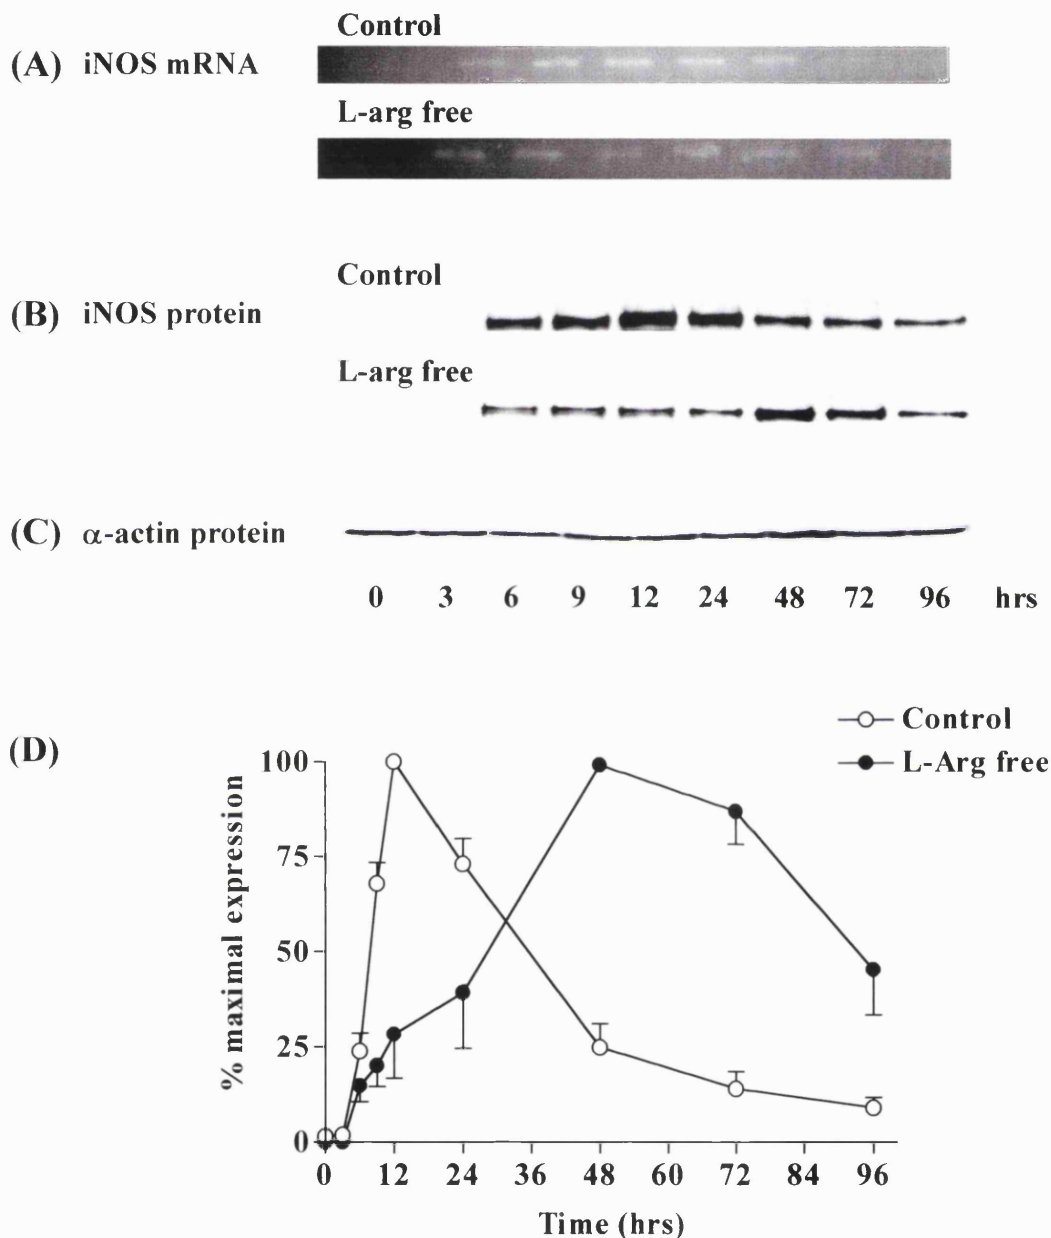 Control
(A) iNOS mRNA
L-arg free
Control
(B) iNOS protein
L-arg free
(C) α-actin protein
0 3 6 9 12 24 48 72 96 hrs
(D)
Control
L-Arg free
% maximal expression
100
75
50
25
0
0 12 24 36 48 60 72 84 96
Time (hrs)